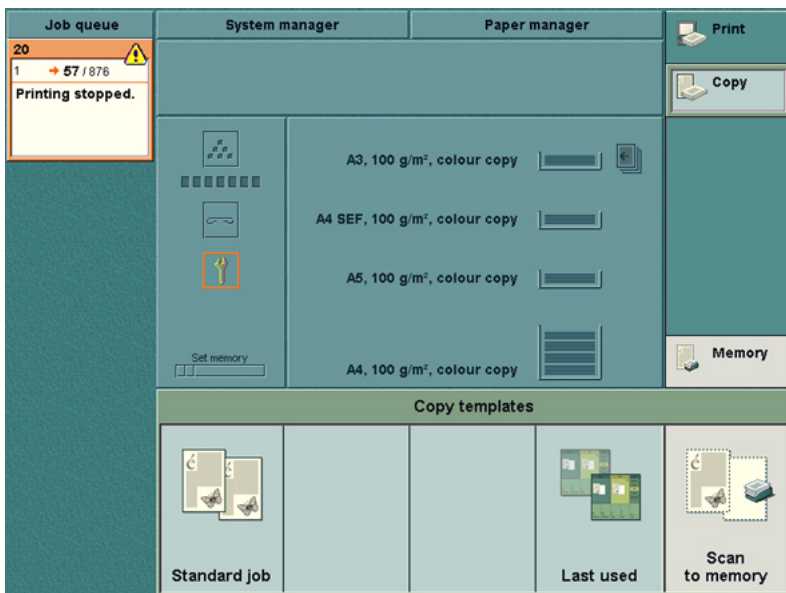 Job queue
System manager
Paper manager
Print
20
1 → 57 / 876
Printing stopped.
Copy
A3, 100 g/m², colour copy
A4 SEF, 100 g/m², colour copy
A5, 100 g/m², colour copy
Set memory
A4, 100 g/m², colour copy
Memory
Copy templates
ć ć
ć
Standard job
Last used
Scan
to memory